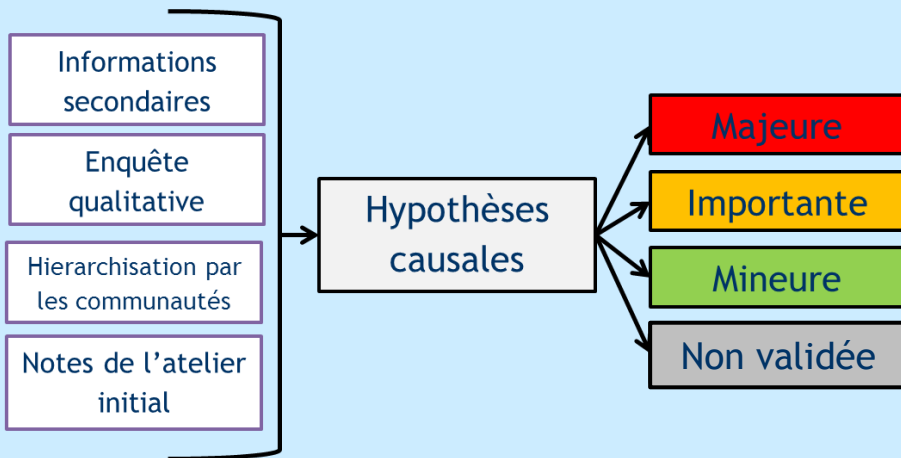 Informations
secondaires
Enquête
qualitative
Hierarchisation par
les communautés
Notes de l’atelier
initial
Hypothèses
causales
Majeure
Importante
Mineure
Non validée